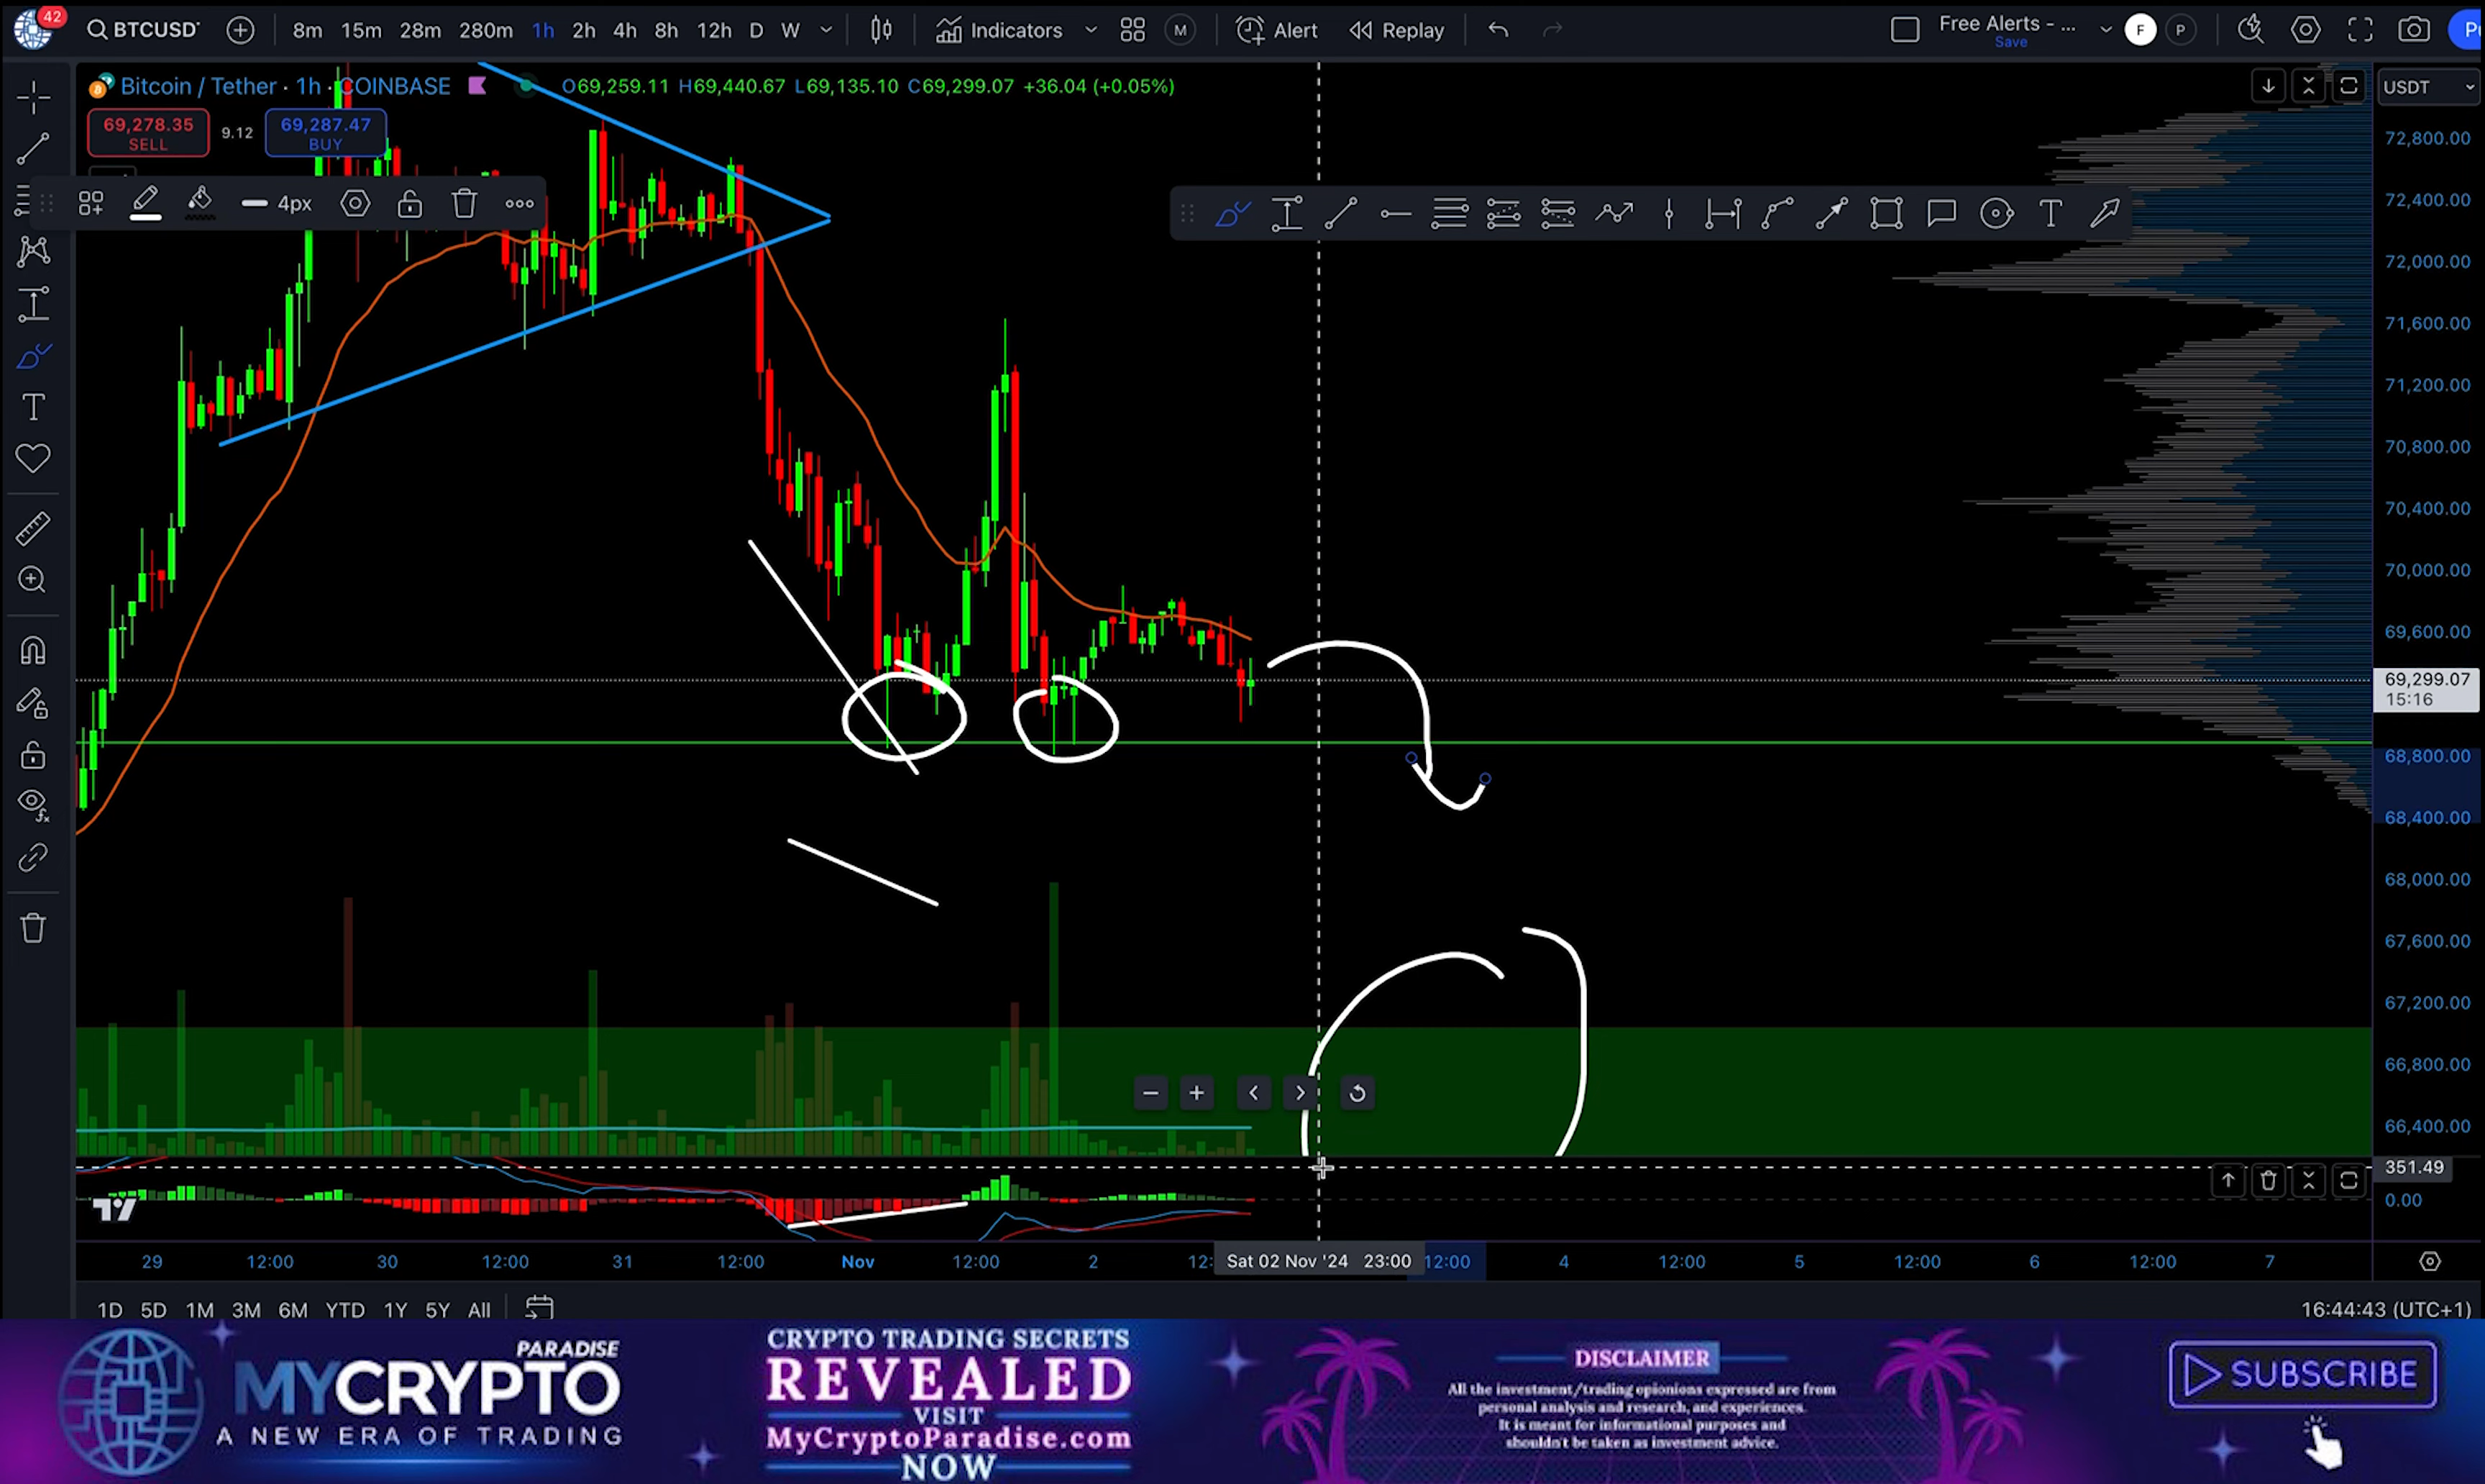 42
BTCUSD
8m 15m 28m 280m 1h 2h 4h 8h 12h D W
Indicators
M
Alert
Replay
Free Alerts - ...
Save
F
P
Bitcoin / Tether · 1h · COINBASE
O69,259.11 H69,440.67 L69,135.10 C69,299.07 +36.04 (+0.05%)
USDT
69,278.35
SELL
9.12
69,287.47
BUY
4px
72,800.00
72,400.00
72,000.00
71,600.00
71,200.00
70,800.00
70,400.00
70,000.00
69,600.00
69,299.07
15:16
68,800.00
68,400.00
68,000.00
67,600.00
67,200.00
66,800.00
66,400.00
351.49
0.00
29 12:00 30 12:00 31 12:00 Nov 12:00 2 12: Sat 02 Nov '24 23:00 12:00 4 12:00 5 12:00 6 12:00 7
1D 5D 1M 3M 6M YTD 1Y 5Y All
16:44:43 (UTC+1)
PARADISE
MYCRYPTO
A NEW ERA OF TRADING
CRYPTO TRADING SECRETS
REVEALED
VISIT
MyCryptoParadise.com
NOW
DISCLAIMER
All the investment/trading opionions expressed are from
personal analysis and research, and experiences.
It is meant for informational purposes and
shouldn't be taken as investment advice.
SUBSCRIBE